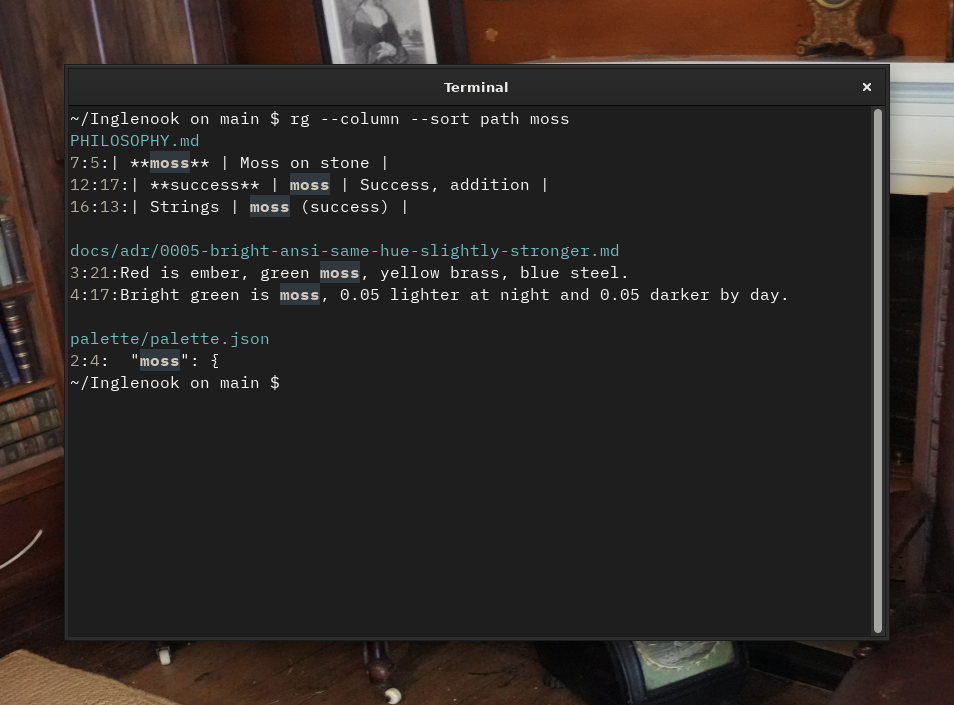 Terminal
~/Inglenook on main $ rg --column --sort path moss
PHILOSOPHY.md
7:5:| **moss** | Moss on stone |
12:17:| **success** | moss | Success, addition |
16:13:| Strings | moss (success) |
docs/adr/0005-bright-ansi-same-hue-slightly-stronger.md
3:21:Red is ember, green moss, yellow brass, blue steel.
4:17:Bright green is moss, 0.05 lighter at night and 0.05 darker by day.
palette/palette.json
2:4:  "moss": {
~/Inglenook on main $